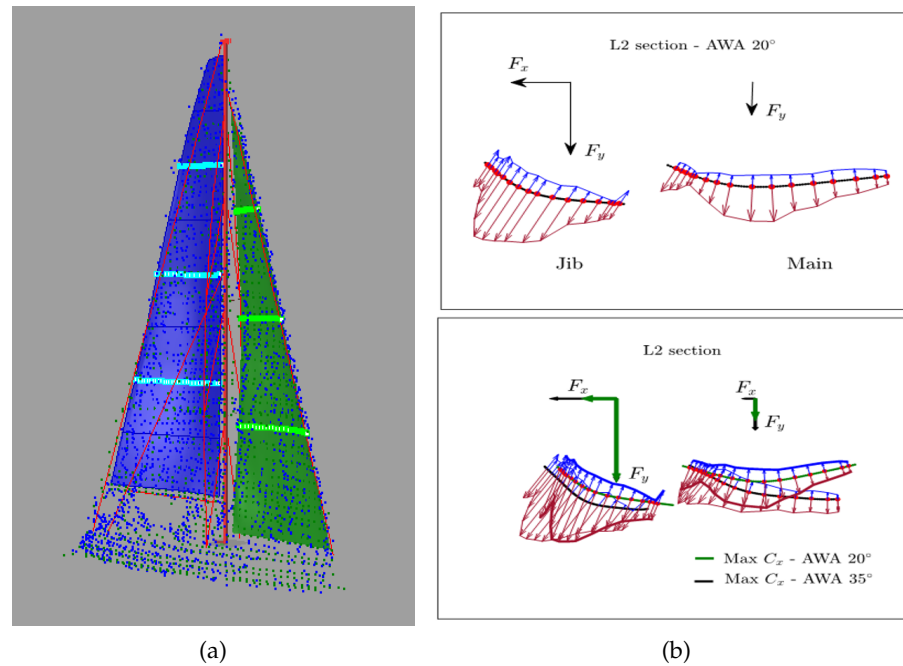 L2 section - AWA 20°
F_x
F_y
F_y
Jib
Main
L2 section
F_x
F_x
F_y
F_y
Max C_x - AWA 20°
Max C_x - AWA 35°
(a)
(b)